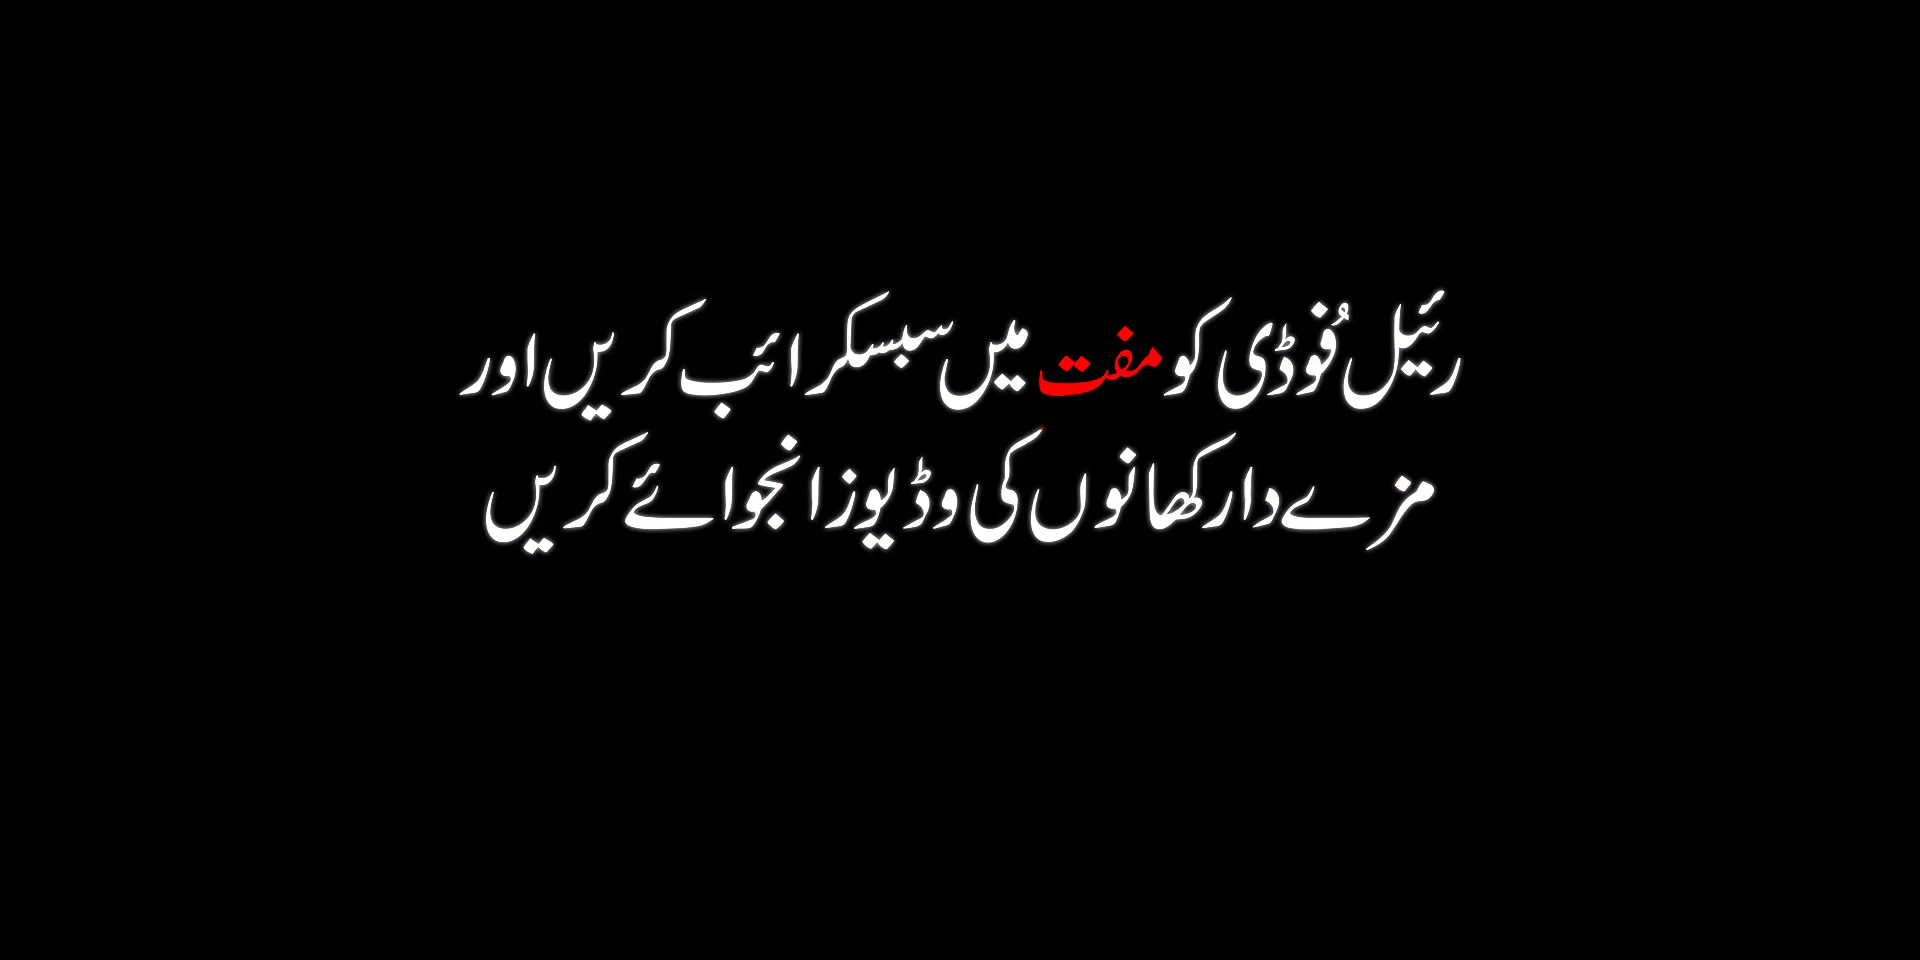 رئیل فُوڈی کو مفت میں سبسکرائب کریں اور
مزے دار کھانوں کی وڈیوز انجوائے کریں